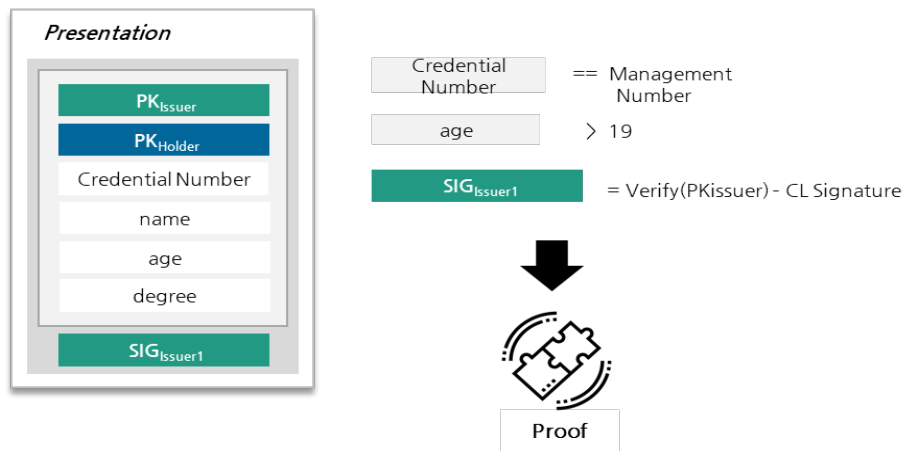 Presentation
PKIssuer
PKHolder
Credential Number
name
age
degree
SIGIssuer1
Credential
Number
== Management
Number
age
> 19
SIGIssuer1
= Verify(PKissuer) - CL Signature
Proof